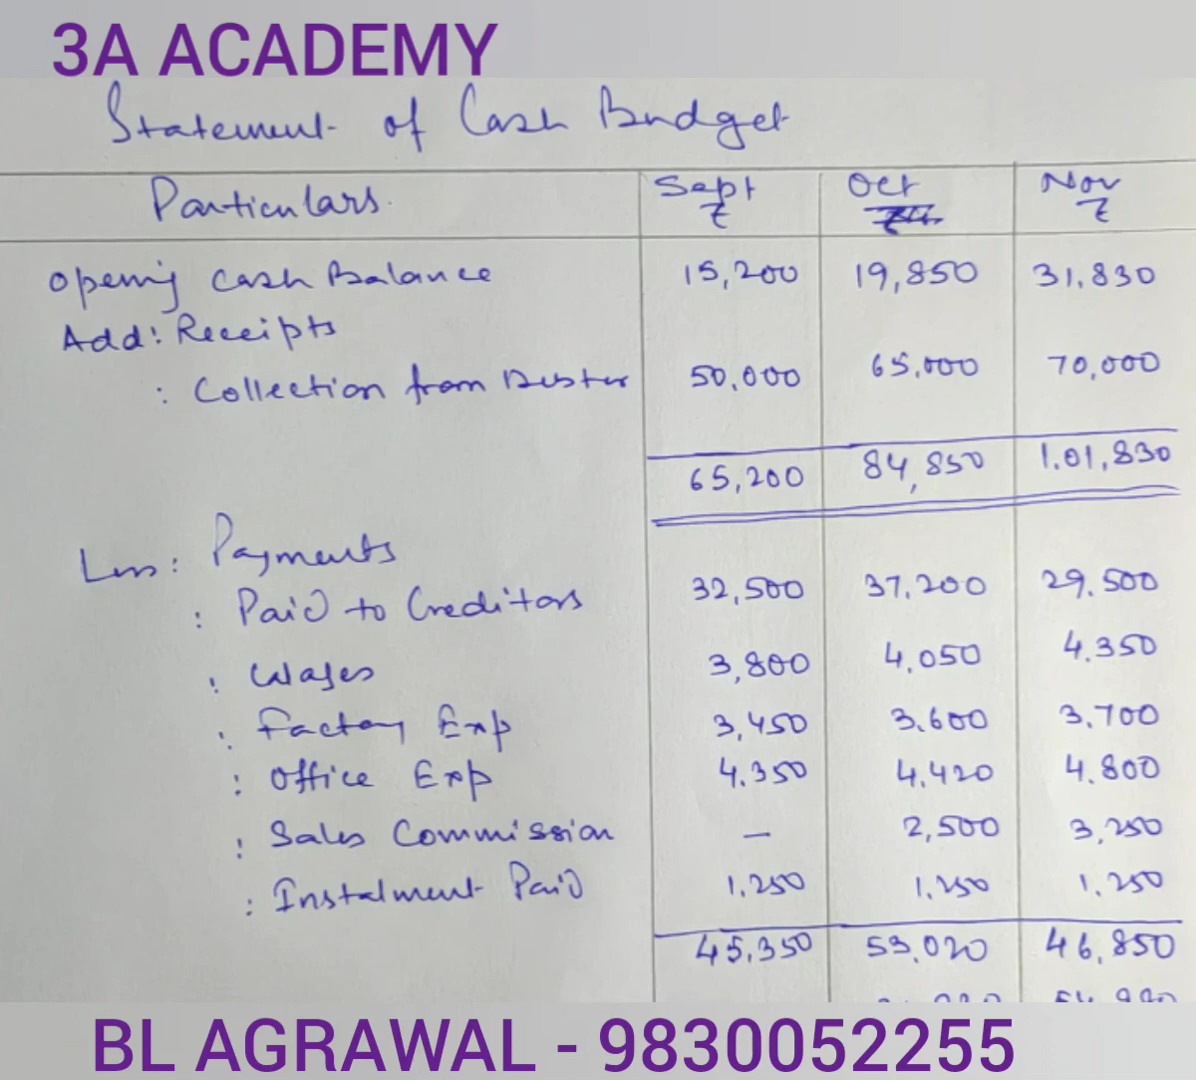 3A ACADEMY
Statement of Cash Budget
Particulars. Sept ₹ Oct Nov ₹
Opening Cash Balance 15,200 19,850 31,830
Add: Receipts
: Collection from Debtor 50,000 65,000 70,000
65,200 84,850 1.01,830
Less: Payments
: Paid to Creditors 32,500 37,200 29.500
: Wages 3,800 4,050 4.350
: Factory Exp 3,450 3.600 3.700
: Office Exp 4.350 4,420 4.800
: Sales Commission — 2,500 3,250
: Instalment Paid 1.250 1,250 1,250
45,350 53,020 46,850
BL AGRAWAL - 9830052255